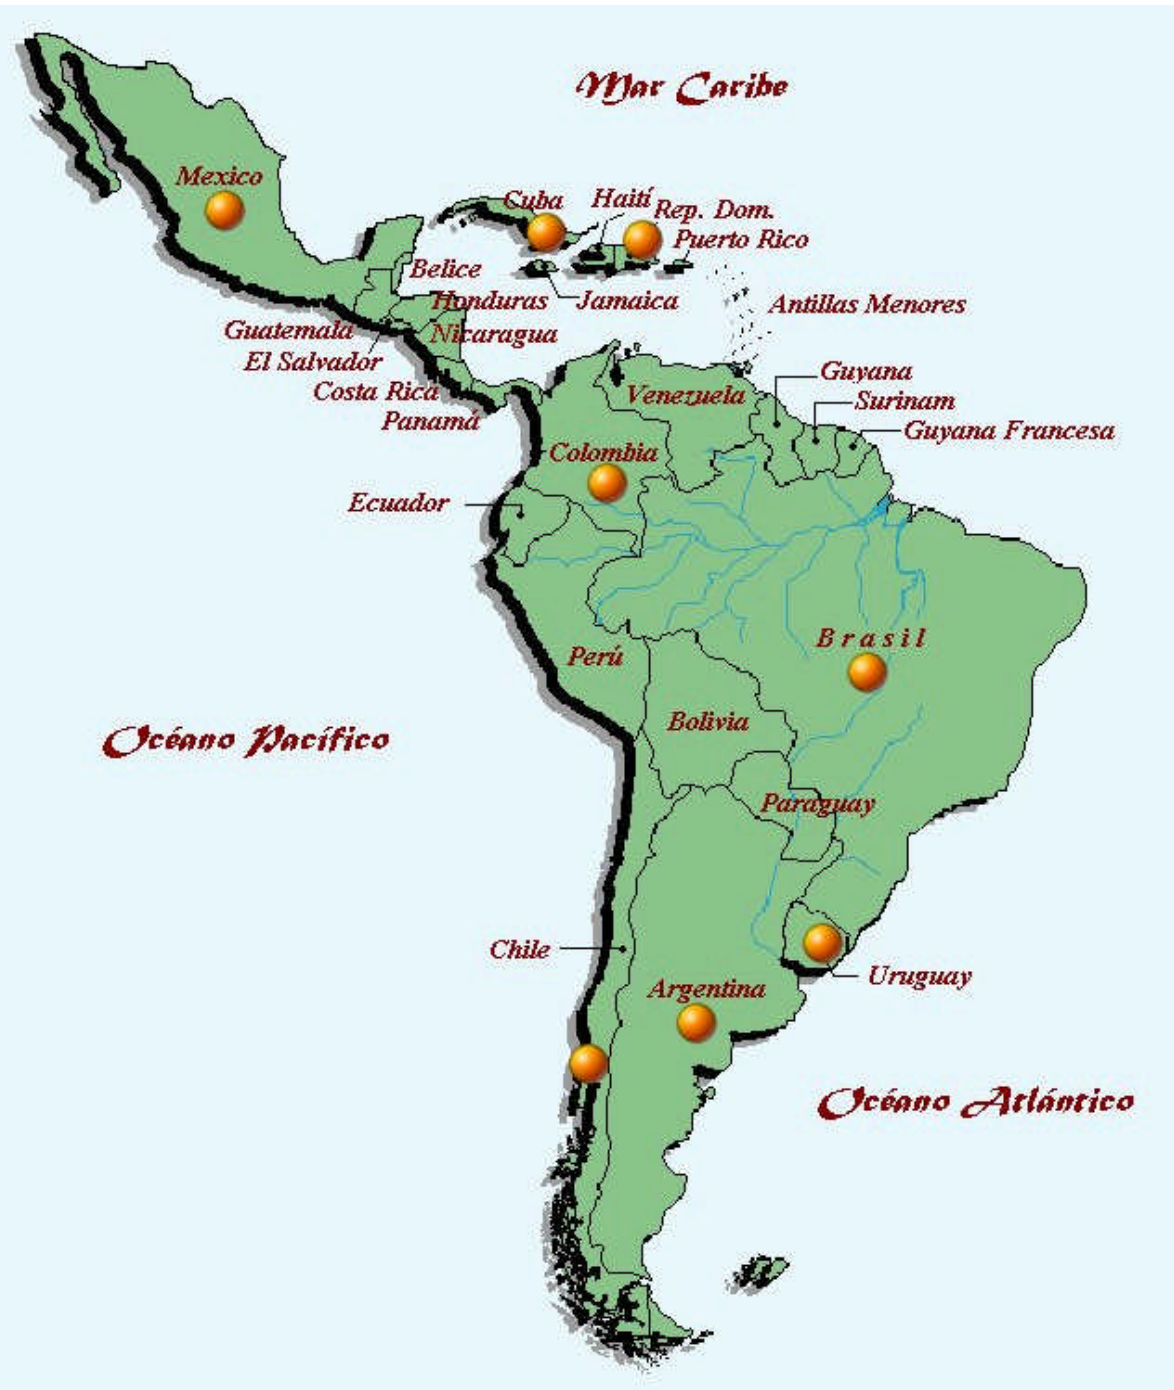 Mar Caribe
Mexico
Cuba
Haití
Rep. Dom.
Puerto Rico
Belice
Honduras
Jamaica
Antillas Menores
Guatemala
Nicaragua
El Salvador
Costa Rica
Panamá
Venezuela
Guyana
Surinam
Guyana Francesa
Colombia
Ecuador
Brasil
Perú
Bolivia
Océano Pacífico
Paraguay
Chile
Uruguay
Argentina
Océano Atlántico